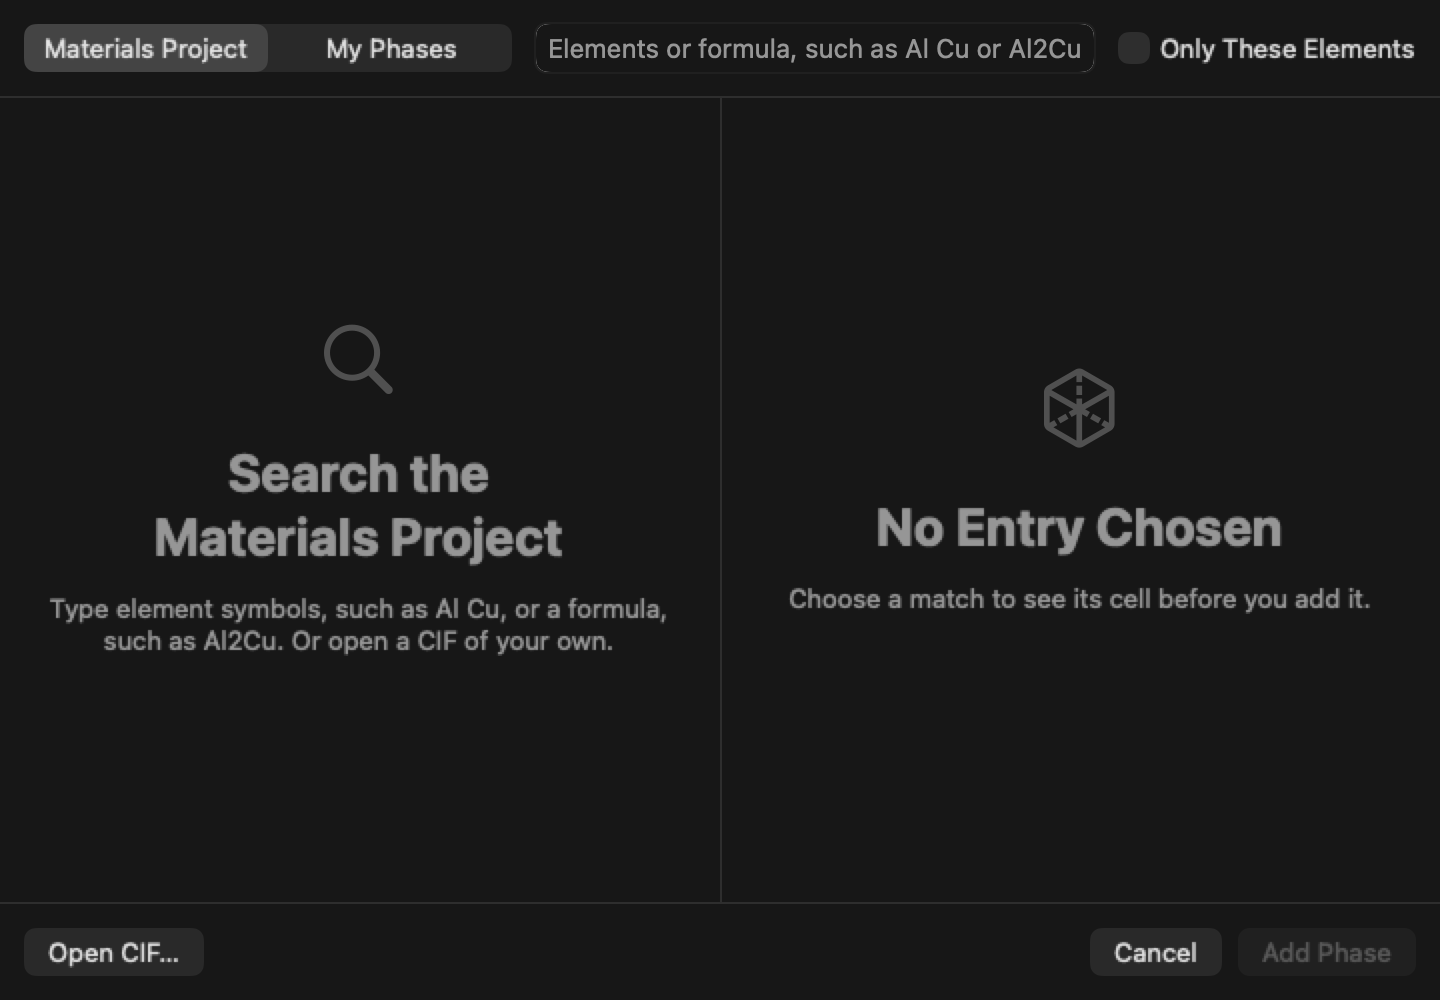 Materials Project
My Phases
Elements or formula, such as Al Cu or Al2Cu
Only These Elements
Search the
Materials Project
Type element symbols, such as Al Cu, or a formula,
such as Al2Cu. Or open a CIF of your own.
No Entry Chosen
Choose a match to see its cell before you add it.
Open CIF...
Cancel
Add Phase